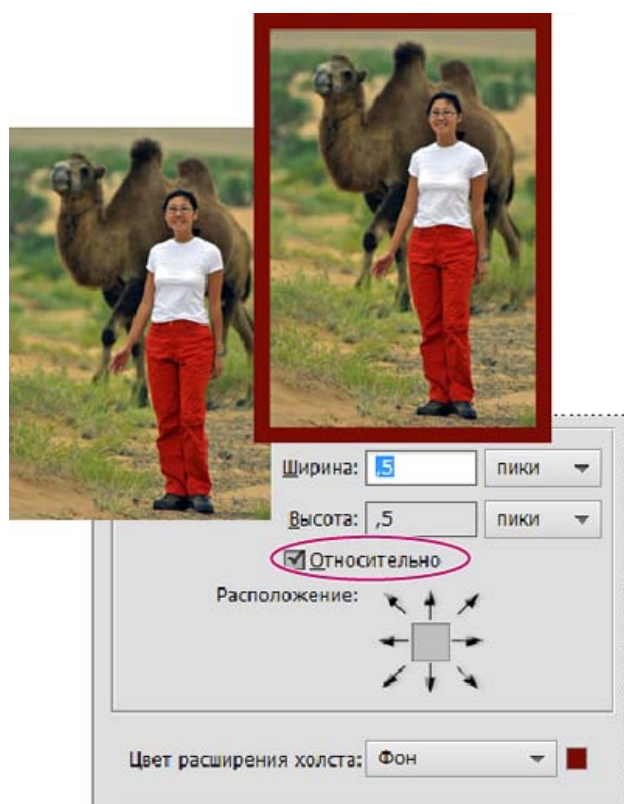 Ширина: ,5 пики
Высота: ,5 пики
Относительно
Расположение:
Цвет расширения холста: Фон